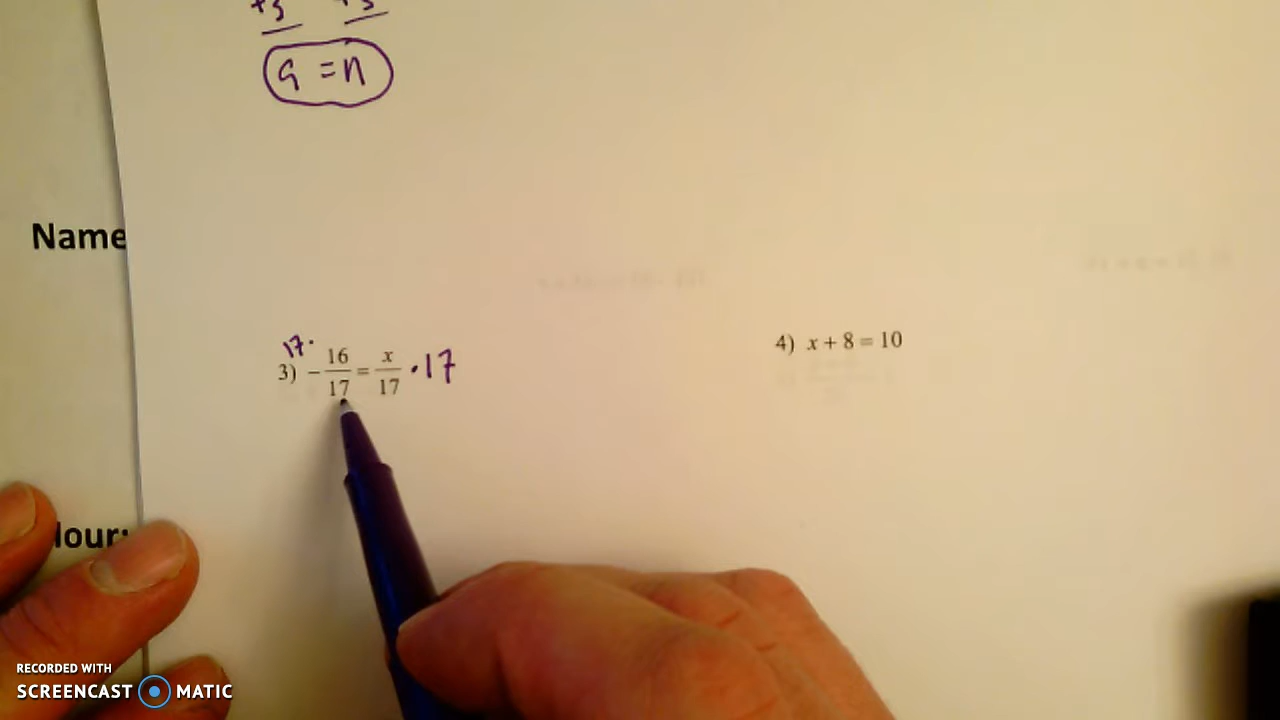 +3 +3
9 = n
Name
17· ·17
3) - 16/17 = x/17
4) x + 8 = 10
Hour:
RECORDED WITH
SCREENCAST MATIC